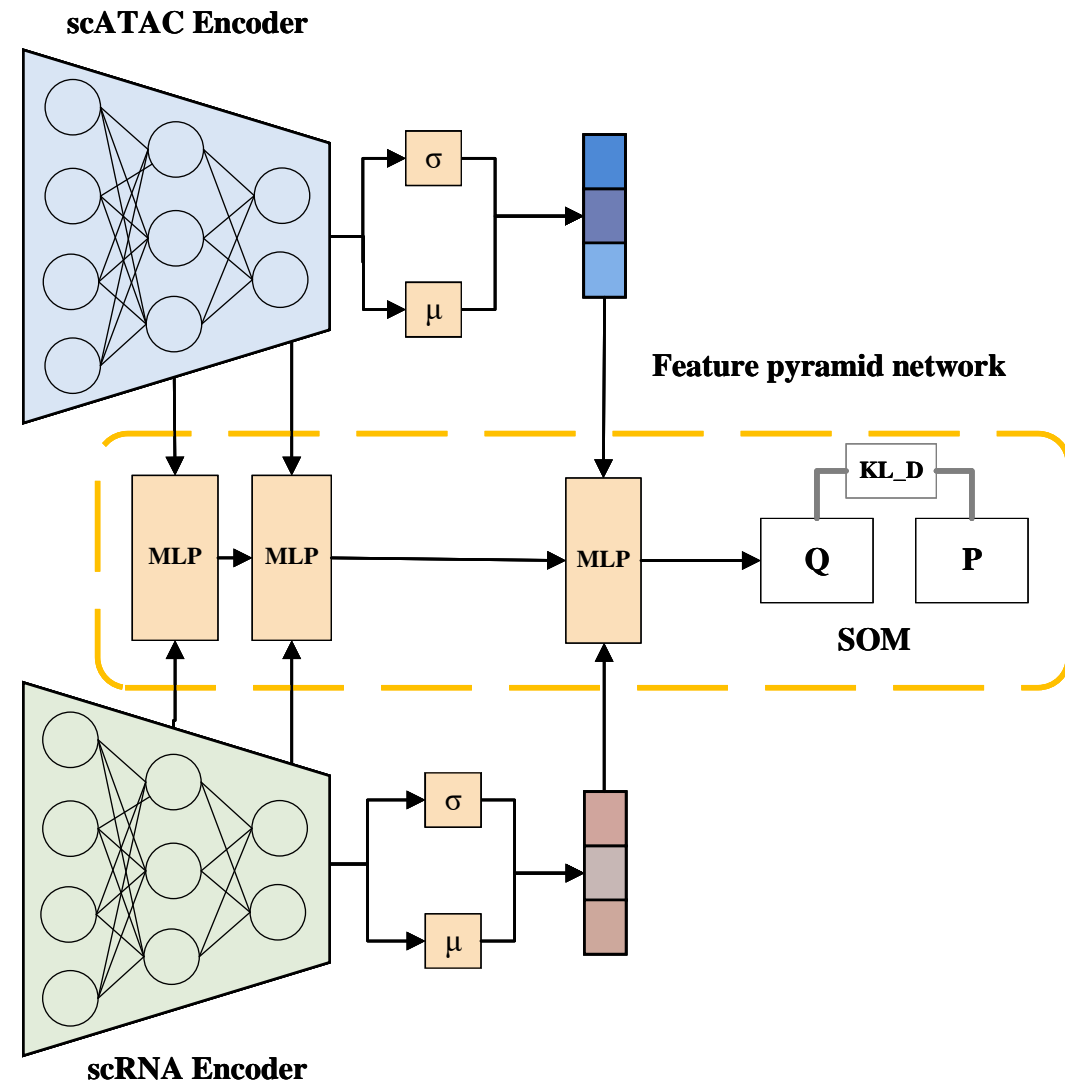 scATAC Encoder
σ
μ
Feature pyramid network
KL_D
MLP
MLP
MLP
Q
P
SOM
σ
μ
scRNA Encoder